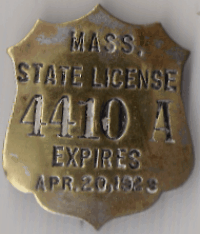 MASS.
STATE LICENSE
4410 A
EXPIRES
APR. 20,